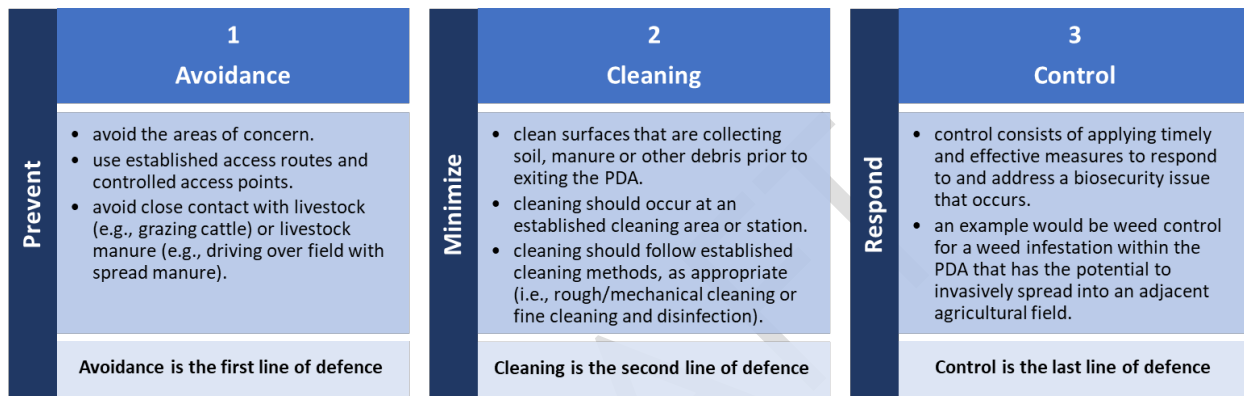 Prevent
1
Avoidance
• avoid the areas of concern.
• use established access routes and
controlled access points.
• avoid close contact with livestock
(e.g., grazing cattle) or livestock
manure (e.g., driving over field with
spread manure).
Avoidance is the first line of defence
Minimize
2
Cleaning
• clean surfaces that are collecting
soil, manure or other debris prior to
exiting the PDA.
• cleaning should occur at an
established cleaning area or station.
• cleaning should follow established
cleaning methods, as appropriate
(i.e., rough/mechanical cleaning or
fine cleaning and disinfection).
Cleaning is the second line of defence
Respond
3
Control
• control consists of applying timely
and effective measures to respond
to and address a biosecurity issue
that occurs.
• an example would be weed control
for a weed infestation within the
PDA that has the potential to
invasively spread into an adjacent
agricultural field.
Control is the last line of defence